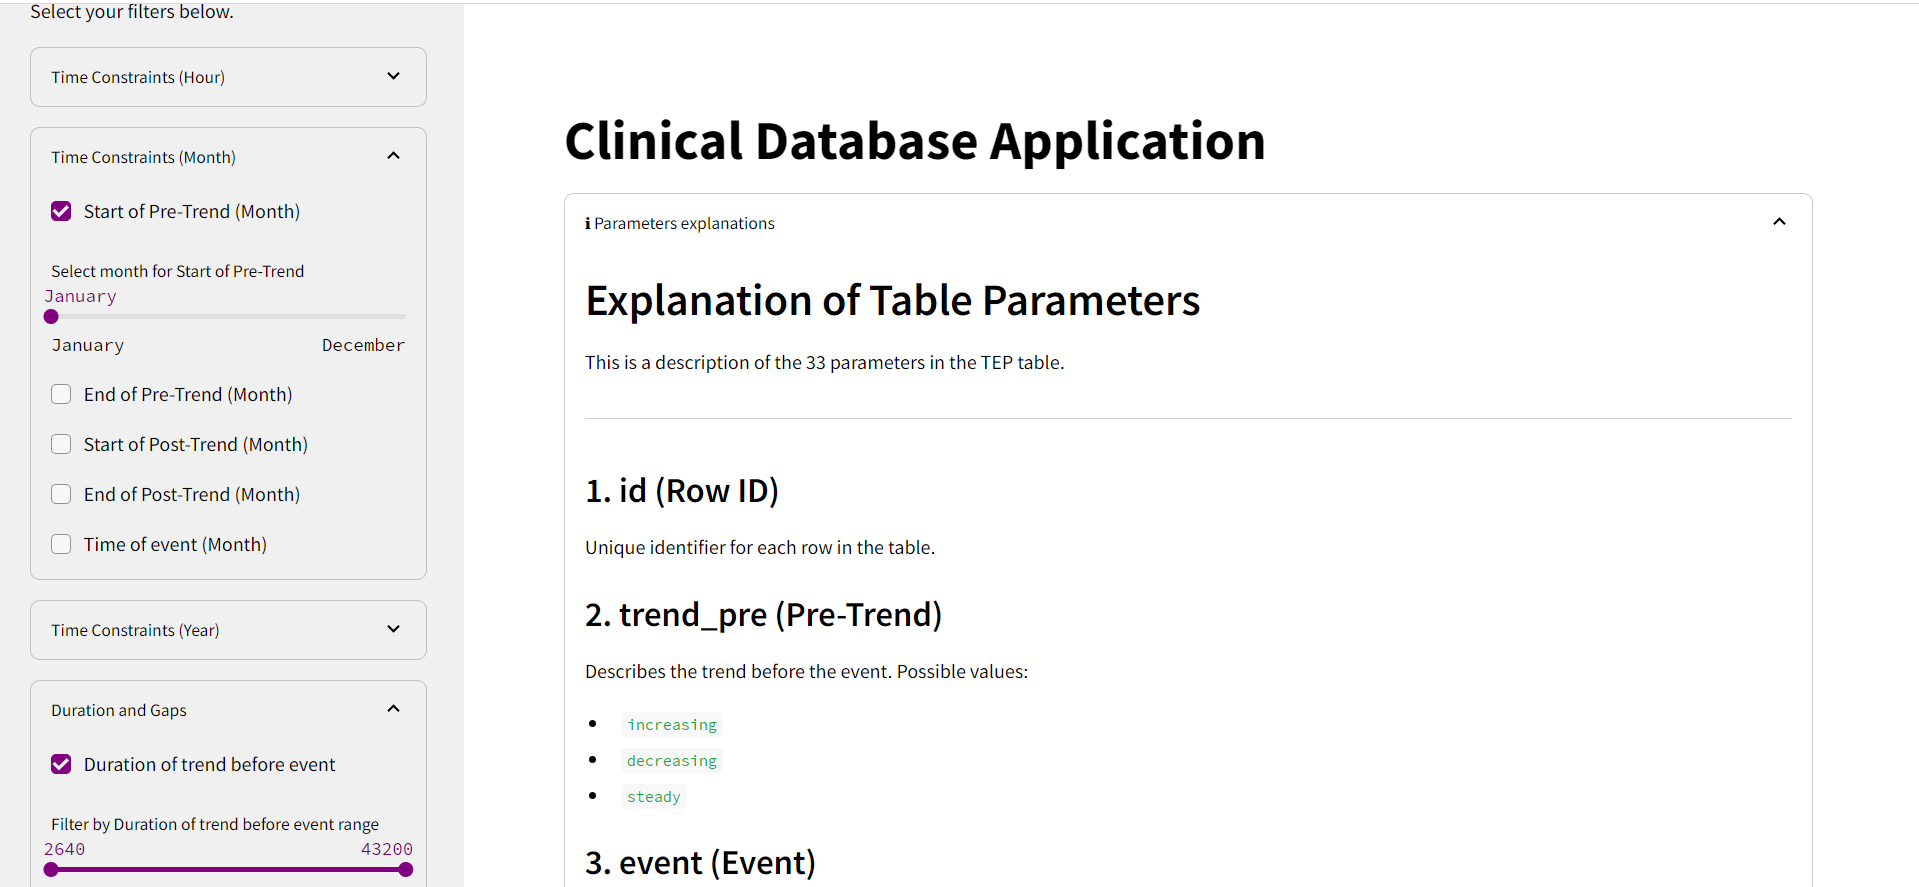 Select your filters below.
Time Constraints (Hour)
Time Constraints (Month)
Start of Pre-Trend (Month)
Select month for Start of Pre-Trend
January
January December
End of Pre-Trend (Month)
Start of Post-Trend (Month)
End of Post-Trend (Month)
Time of event (Month)
Time Constraints (Year)
Duration and Gaps
Duration of trend before event
Filter by Duration of trend before event range
2640 43200
Clinical Database Application
ℹ Parameters explanations
Explanation of Table Parameters
This is a description of the 33 parameters in the TEP table.
1. id (Row ID)
Unique identifier for each row in the table.
2. trend_pre (Pre-Trend)
Describes the trend before the event. Possible values:
• increasing
• decreasing
• steady
3. event (Event)